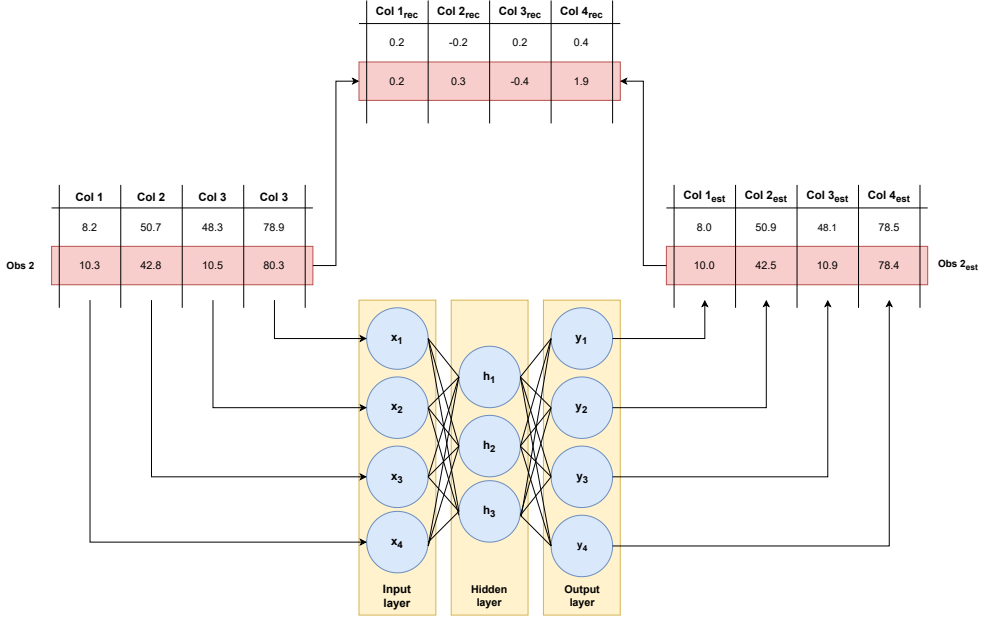 Col 1rec Col 2rec Col 3rec Col 4rec
0.2 -0.2 0.2 0.4
0.2 0.3 -0.4 1.9
Col 1 Col 2 Col 3 Col 3
8.2 50.7 48.3 78.9
Obs 2 10.3 42.8 10.5 80.3
Col 1est Col 2est Col 3est Col 4est
8.0 50.9 48.1 78.5
10.0 42.5 10.9 78.4 Obs 2est
x1
x2
x3
x4
Input
layer
h1
h2
h3
Hidden
layer
y1
y2
y3
y4
Output
layer